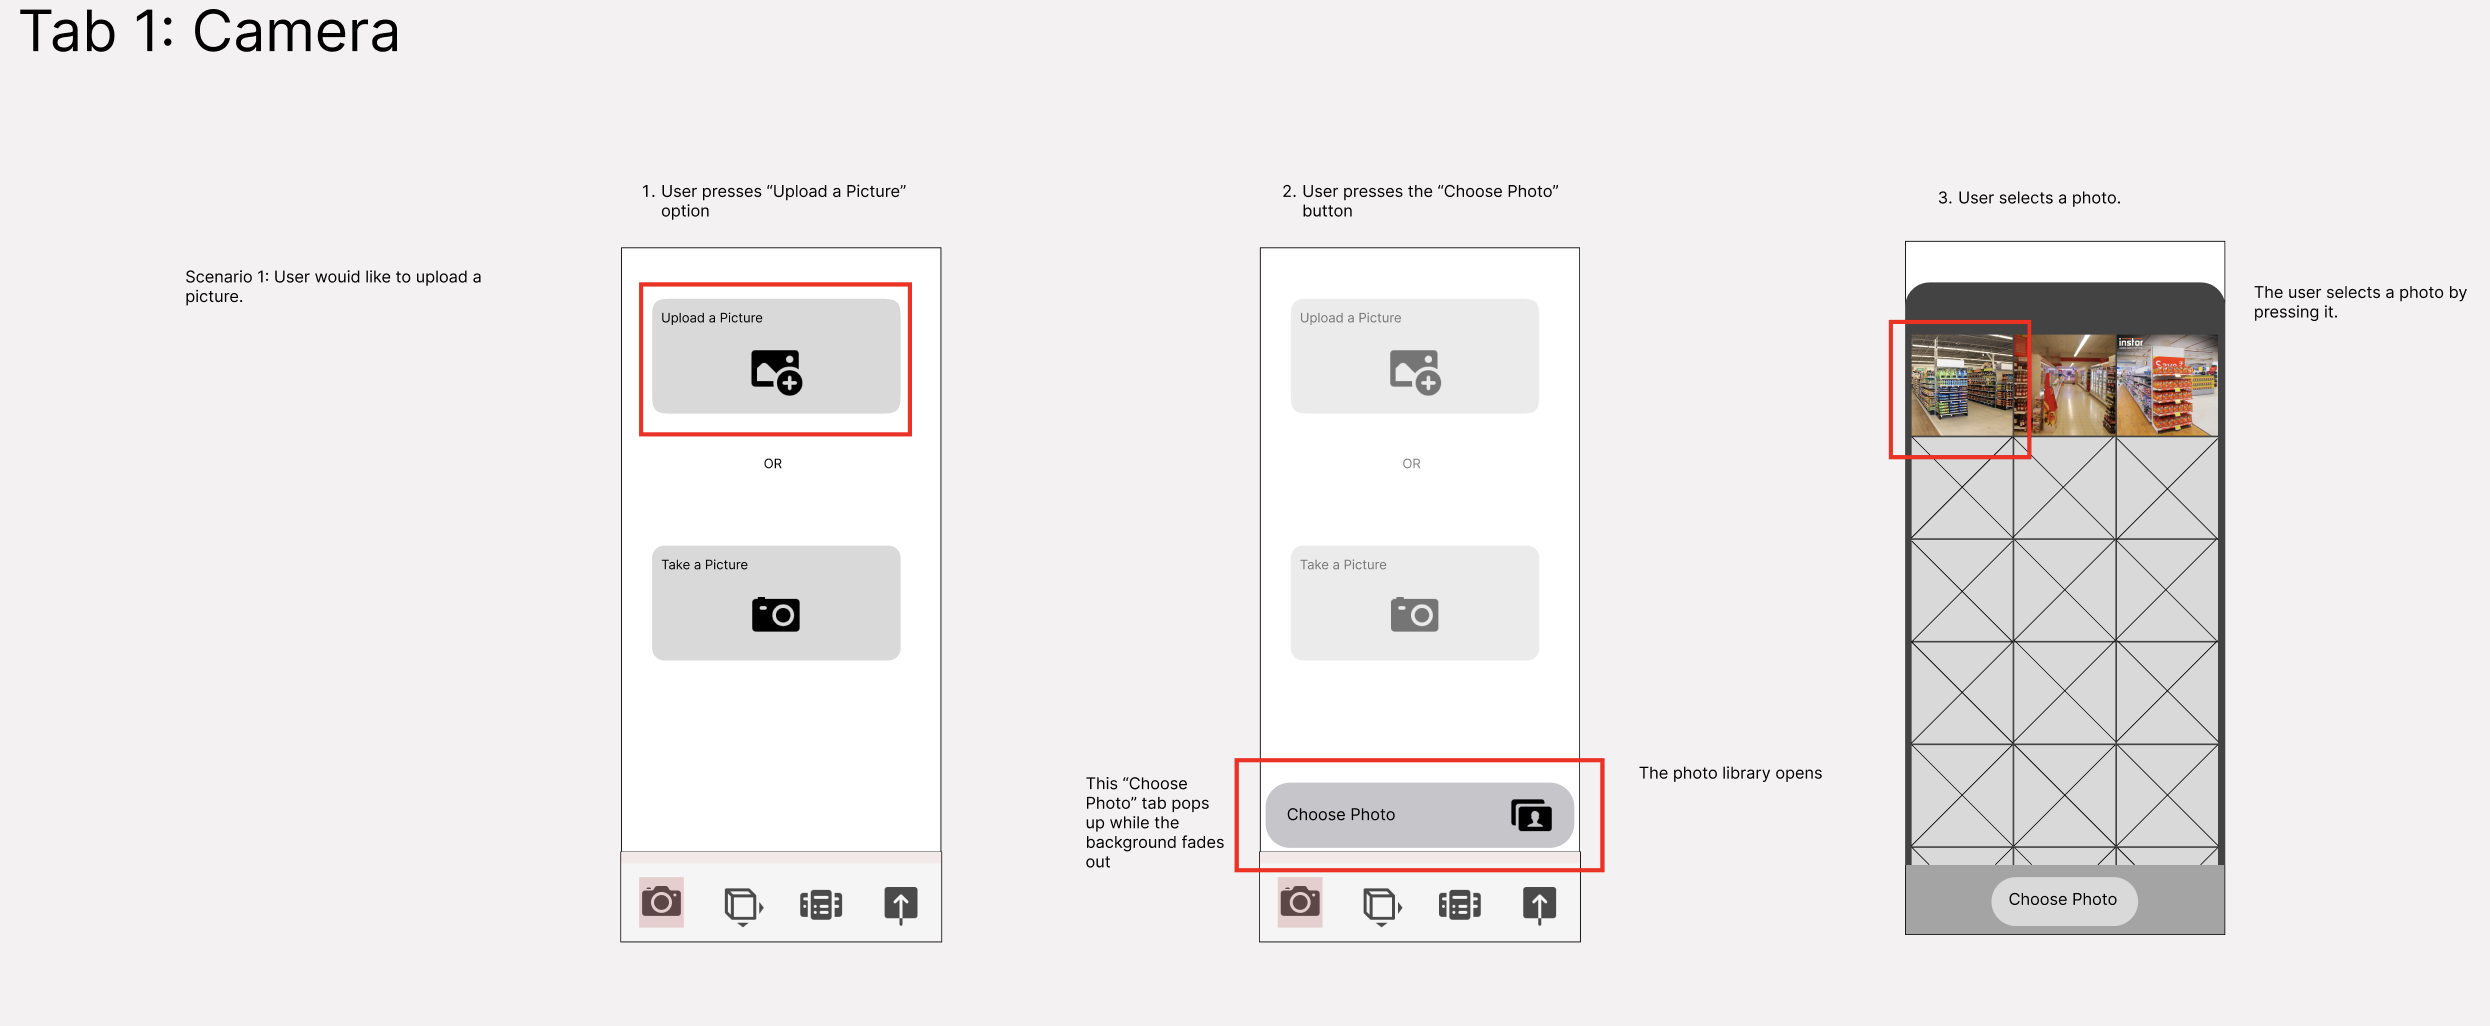 Tab 1: Camera
Scenario 1: User wouid like to upload a
picture.
1. User presses “Upload a Picture”
option
Upload a Picture
OR
Take a Picture
2. User presses the “Choose Photo”
button
Upload a Picture
OR
Take a Picture
This “Choose
Photo” tab pops
up while the
background fades
out
Choose Photo
The photo library opens
3. User selects a photo.
instor
Save
Choose Photo
The user selects a photo by
pressing it.